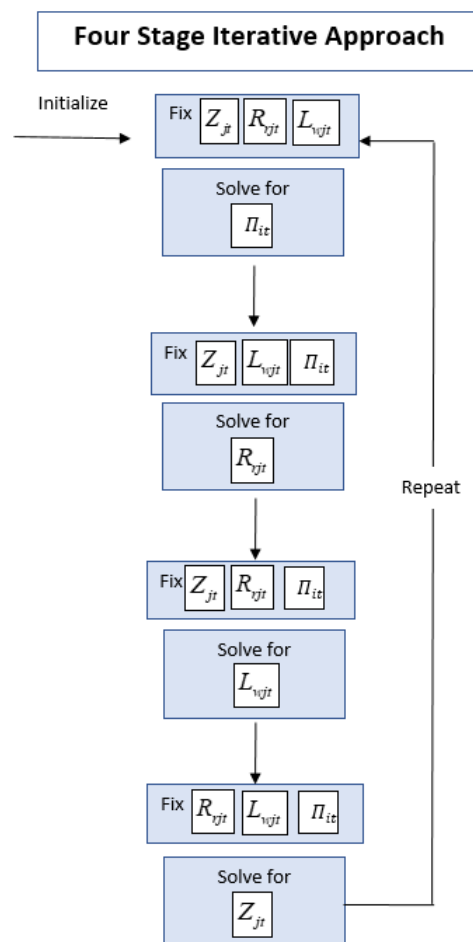 Four Stage Iterative Approach
Initialize
Fix Z_jt R_rjt L_wjt
Solve for
Π_it
Fix Z_jt L_wjt Π_it
Solve for
R_rjt
Repeat
Fix Z_jt R_rjt Π_it
Solve for
L_wjt
Fix R_rjt L_wjt Π_it
Solve for
Z_jt